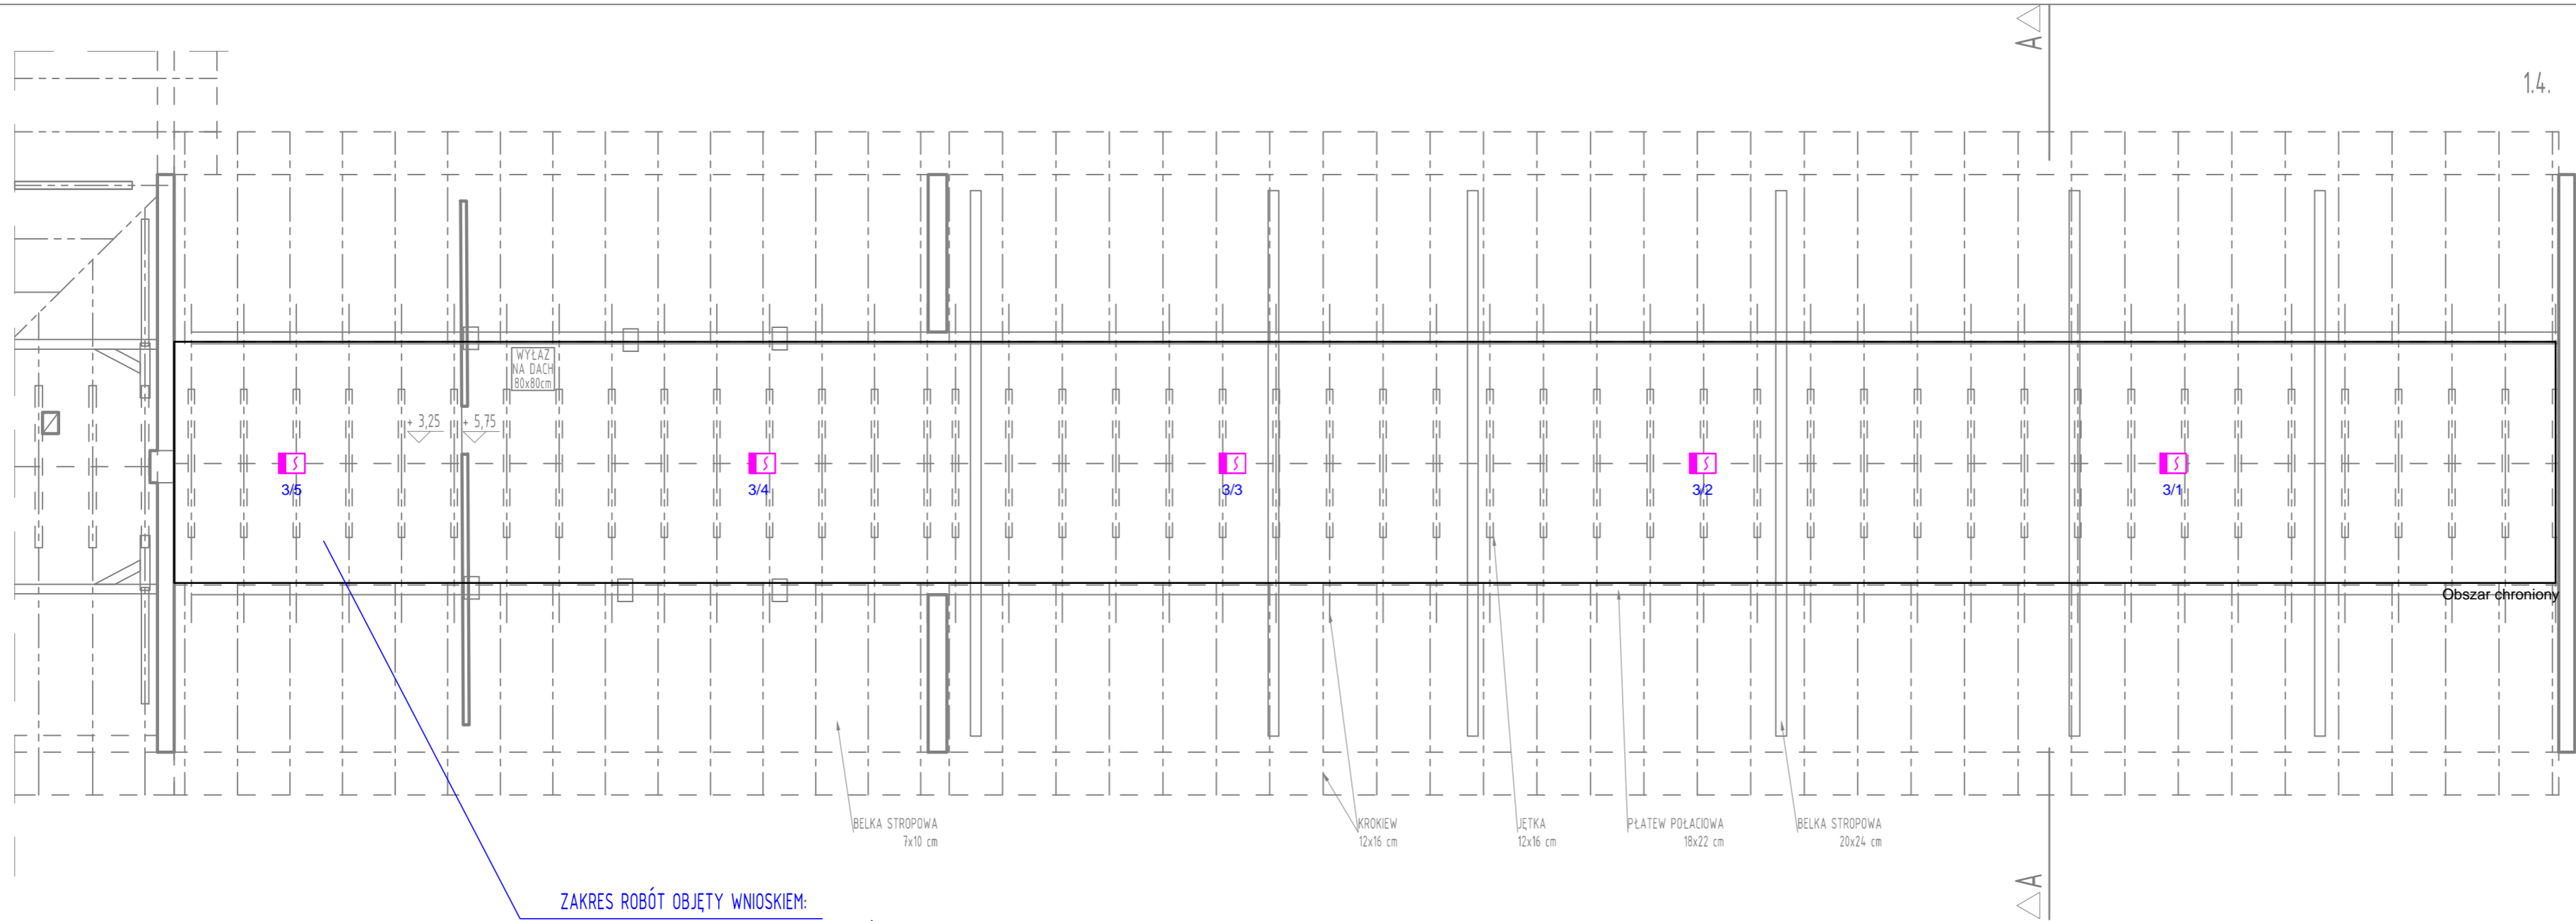 A
1.4.
WYŁAZ
NA DACH
80x80cm
+ 3,25
+ 5,75
3/5
3/4
3/3
3/2
3/1
Obszar chroniony
BELKA STROPOWA
7x10 cm
KROKIEW
12x16 cm
JĘTKA
12x16 cm
PŁATEW POŁACIOWA
18x22 cm
BELKA STROPOWA
20x24 cm
A
ZAKRES ROBÓT OBJĘTY WNIOSKIEM: